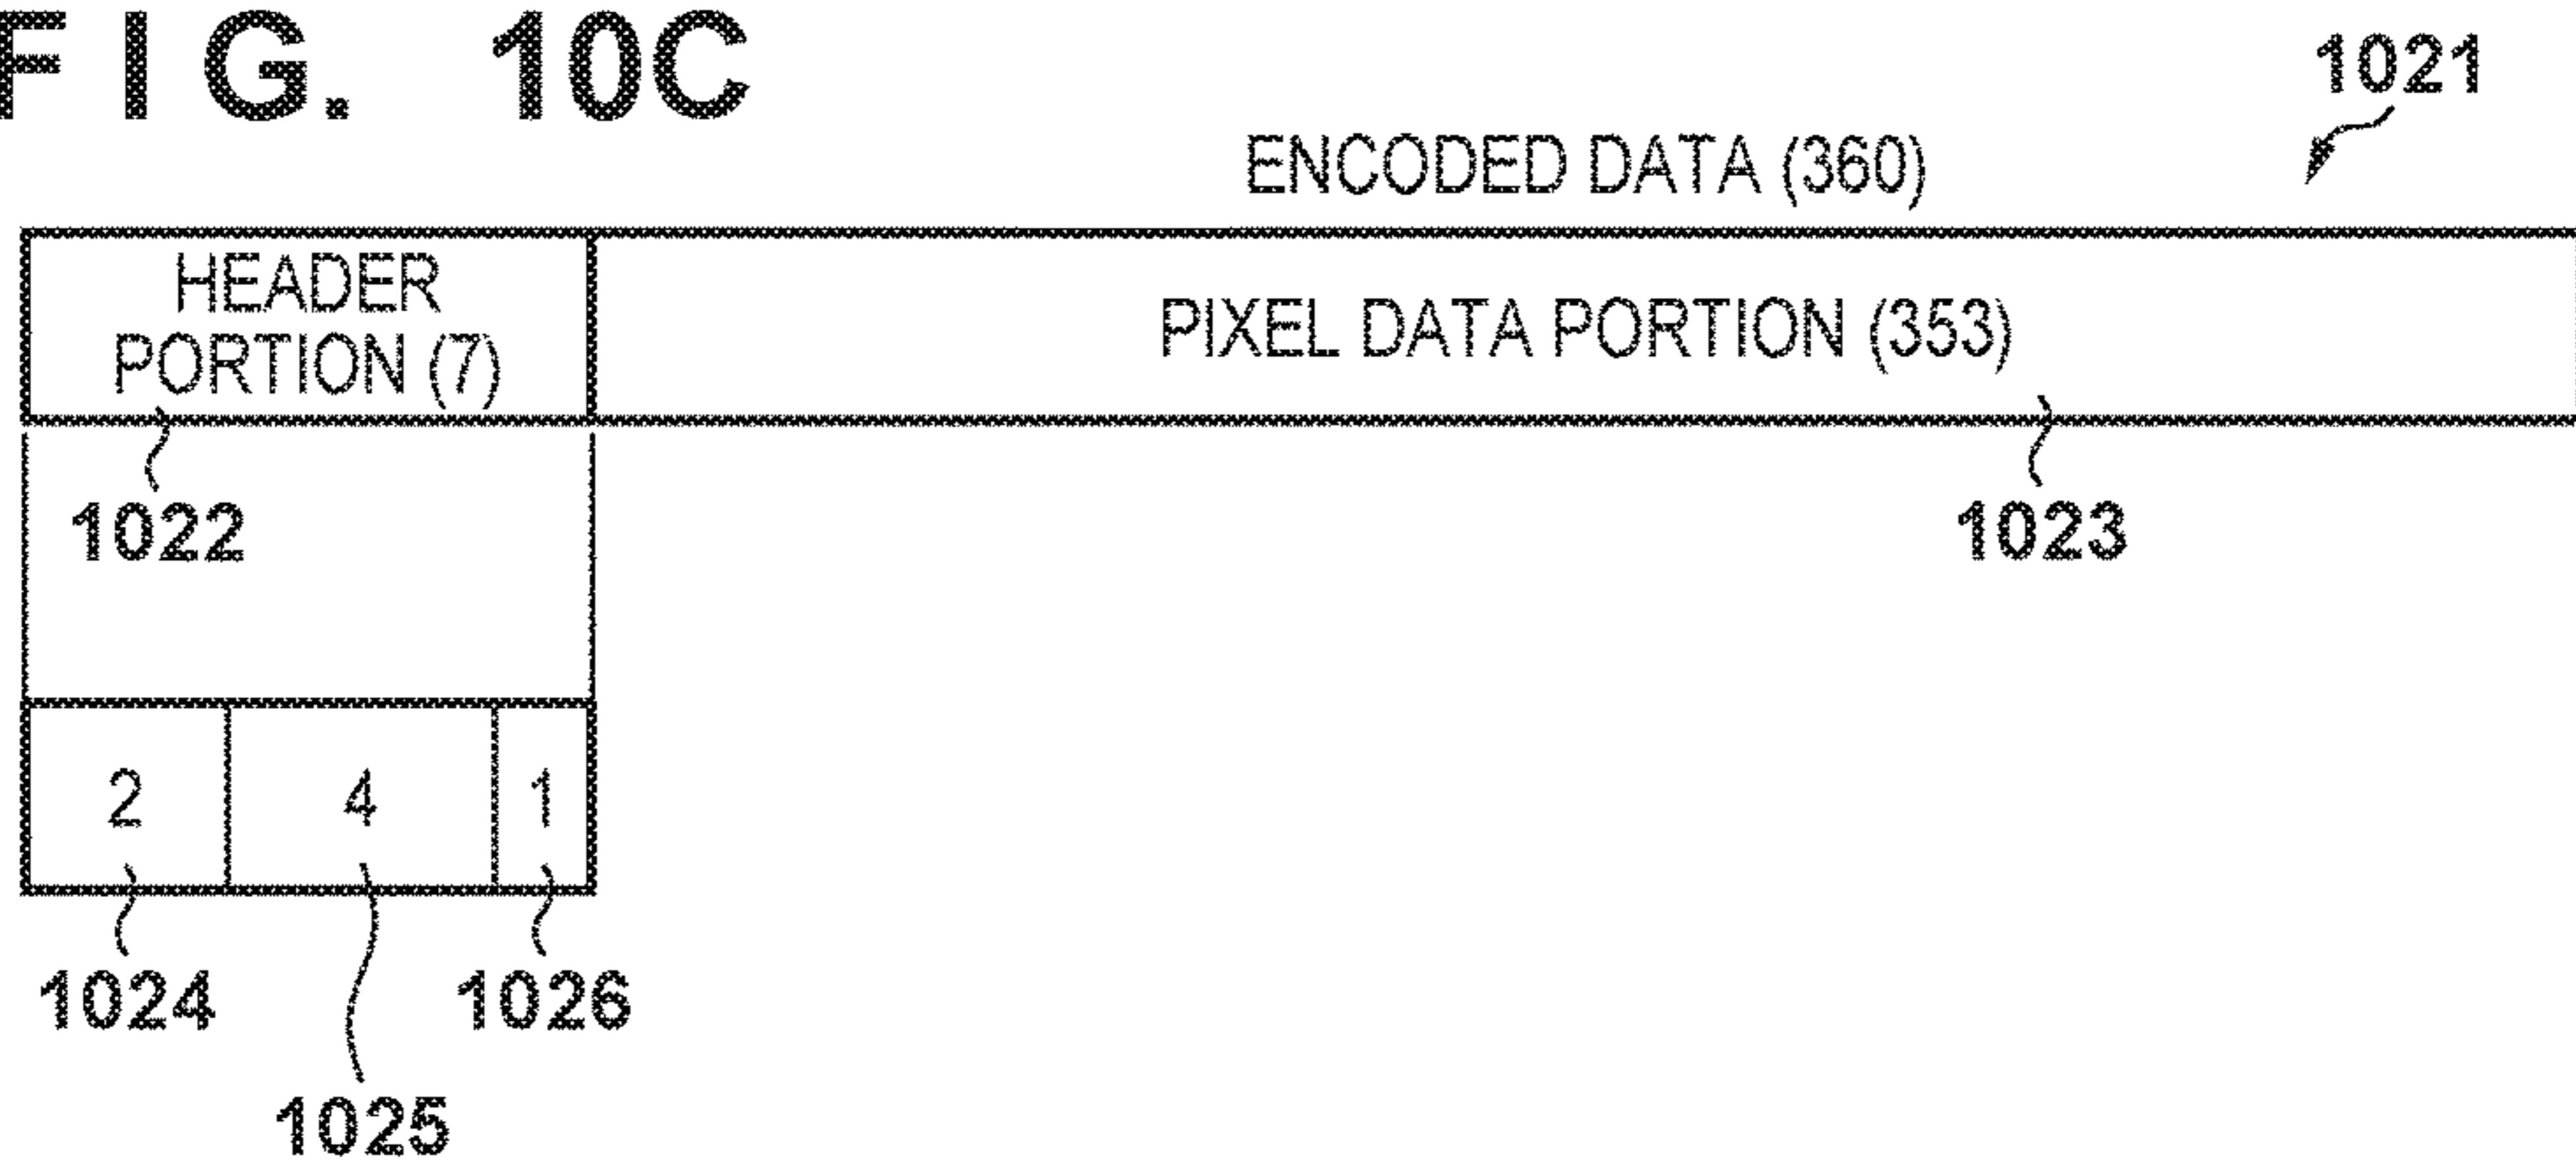 FIG. 10C
1021
ENCODED DATA (360)
HEADER
PORTION (7)
PIXEL DATA PORTION (353)
1022
1023
2 4 1
1024
1026
1025